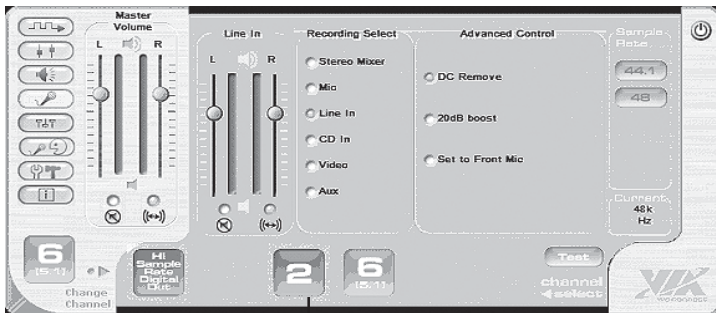 Master
Volume
L R
Line In
L R
Recording Select
Stereo Mixer
Mic
Line In
CD In
Video
Aux
Advanced Control
DC Remove
20dB boost
Set to Front Mic
Sample
Rate
44.1
48
Current
48k
Hz
6
(5.1)
Change
Channel
Hi
Sample
Rate
Digital
Out
2
6
(5.1)
Test
channel
select
VIA